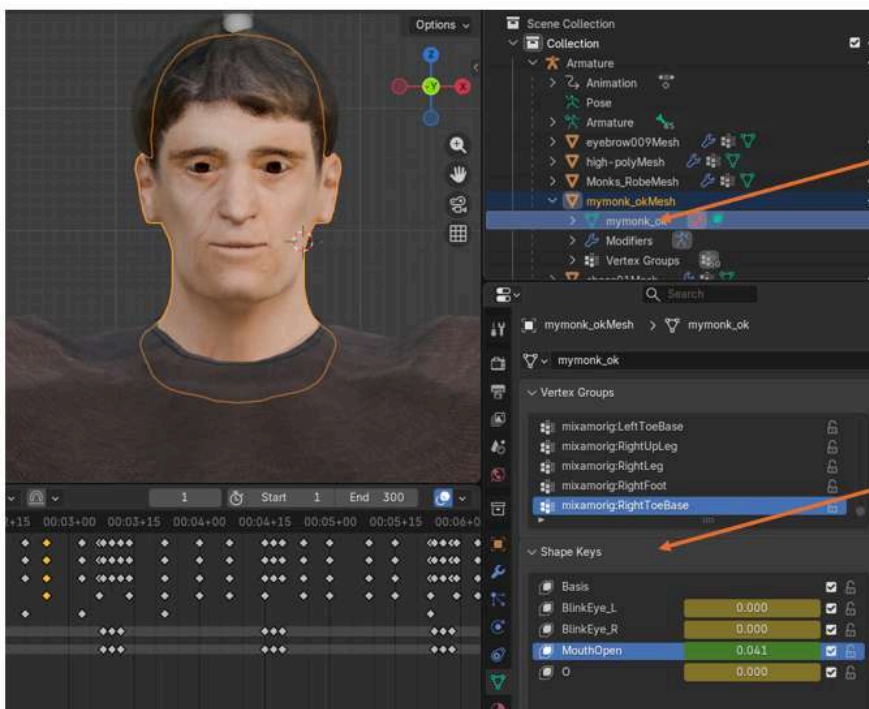 Options
Z
-Y
X
Scene Collection
Collection
Armature
Animation
Pose
Armature
eyebrow009Mesh
high-polyMesh
Monks_RobeMesh
mymonk_okMesh
mymonk_ok
Modifiers
Vertex Groups
Search
mymonk_okMesh > mymonk_ok
mymonk_ok
Vertex Groups
mixamorig:LeftToeBase
mixamorig:RightUpLeg
mixamorig:RightLeg
mixamorig:RightFoot
mixamorig:RightToeBase
Shape Keys
Basis
BlinkEye_L 0.000
BlinkEye_R 0.000
MouthOpen 0.041
O 0.000
1 Start 1 End 300
00:03+00 00:03+15 00:04+00 00:04+15 00:05+00 00:05+15